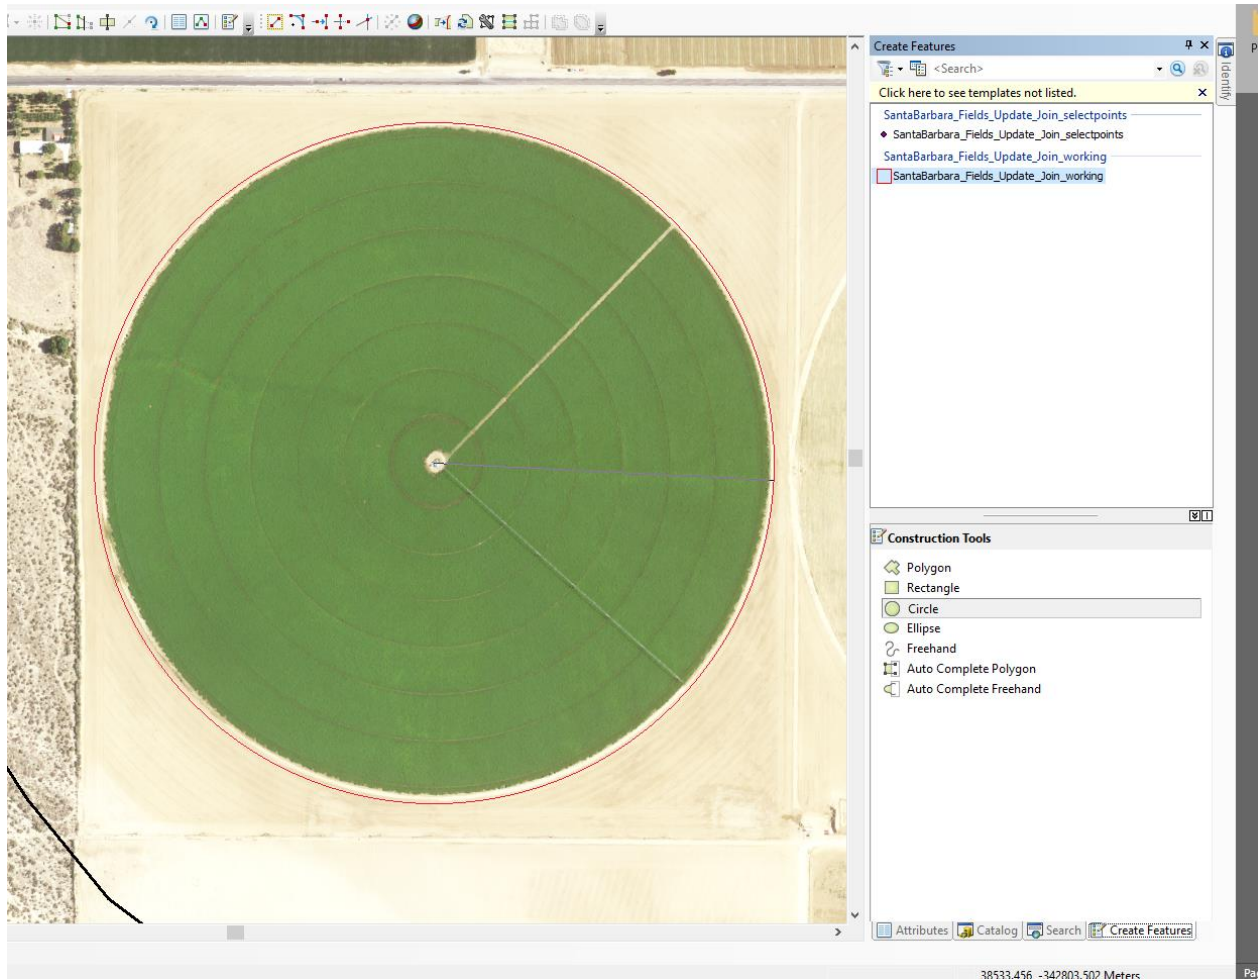 Create Features
<Search>
Identify
Click here to see templates not listed.
SantaBarbara_Fields_Update_Join_selectpoints
SantaBarbara_Fields_Update_Join_selectpoints
SantaBarbara_Fields_Update_Join_working
SantaBarbara_Fields_Update_Join_working
Construction Tools
Polygon
Rectangle
Circle
Ellipse
Freehand
Auto Complete Polygon
Auto Complete Freehand
Attributes Catalog Search Create Features
38533.456 -342803.502 Meters